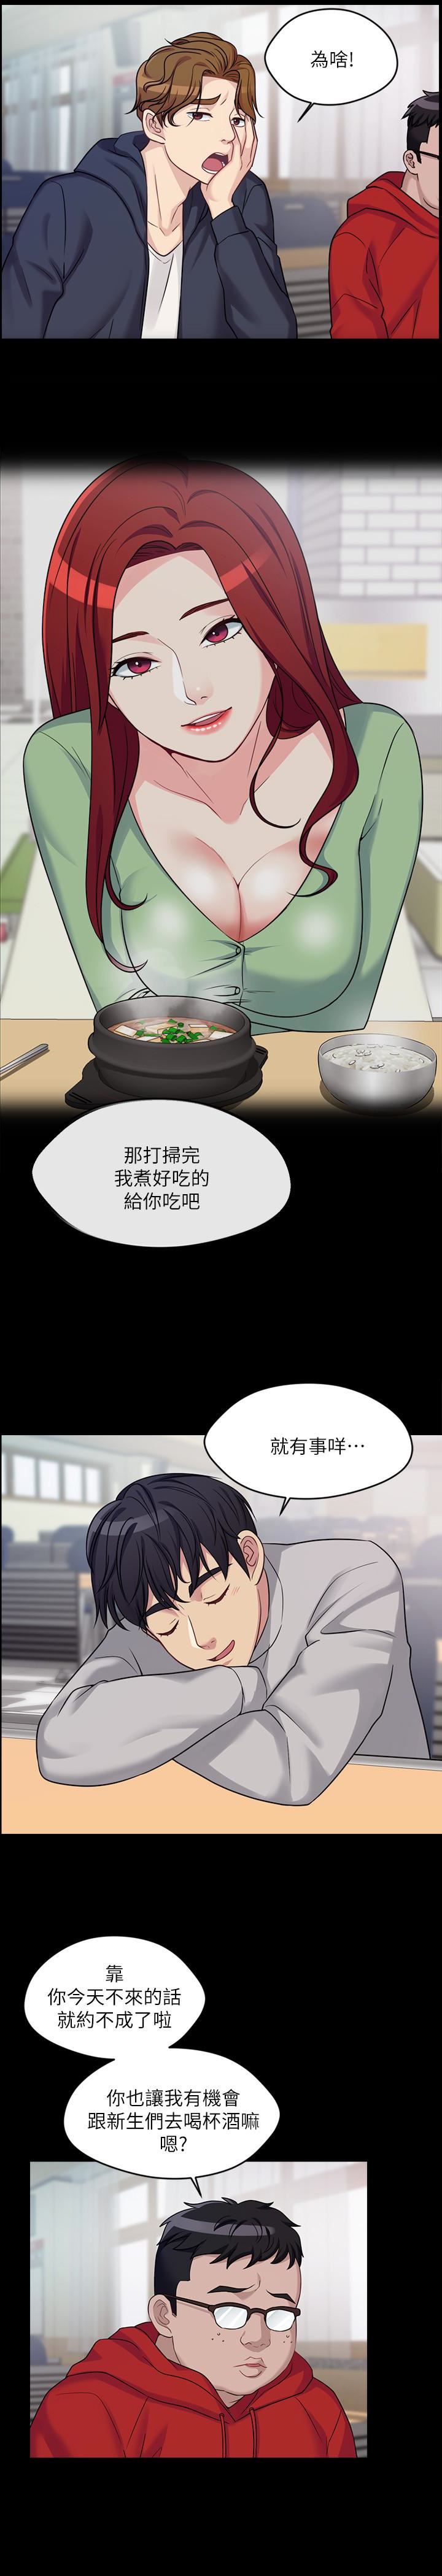 為啥!
那打掃完
我煮好吃的
給你吃吧
就有事咩⋯
靠
你今天不來的話
就約不成了啦
你也讓我有機會
跟新生們去喝杯酒嘛
嗯?